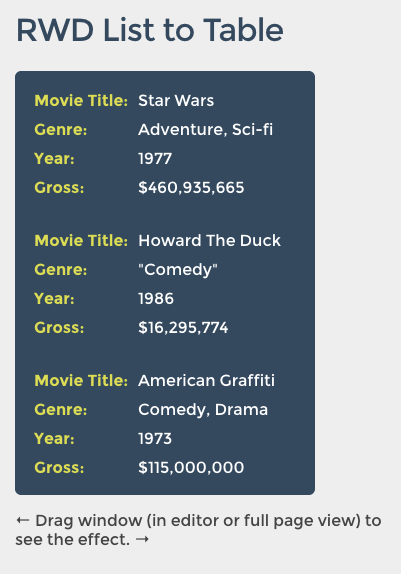 RWD List to Table
Movie Title: Star Wars
Genre: Adventure, Sci-fi
Year: 1977
Gross: $460,935,665
Movie Title: Howard The Duck
Genre: "Comedy"
Year: 1986
Gross: $16,295,774
Movie Title: American Graffiti
Genre: Comedy, Drama
Year: 1973
Gross: $115,000,000
← Drag window (in editor or full page view) to
see the effect. →